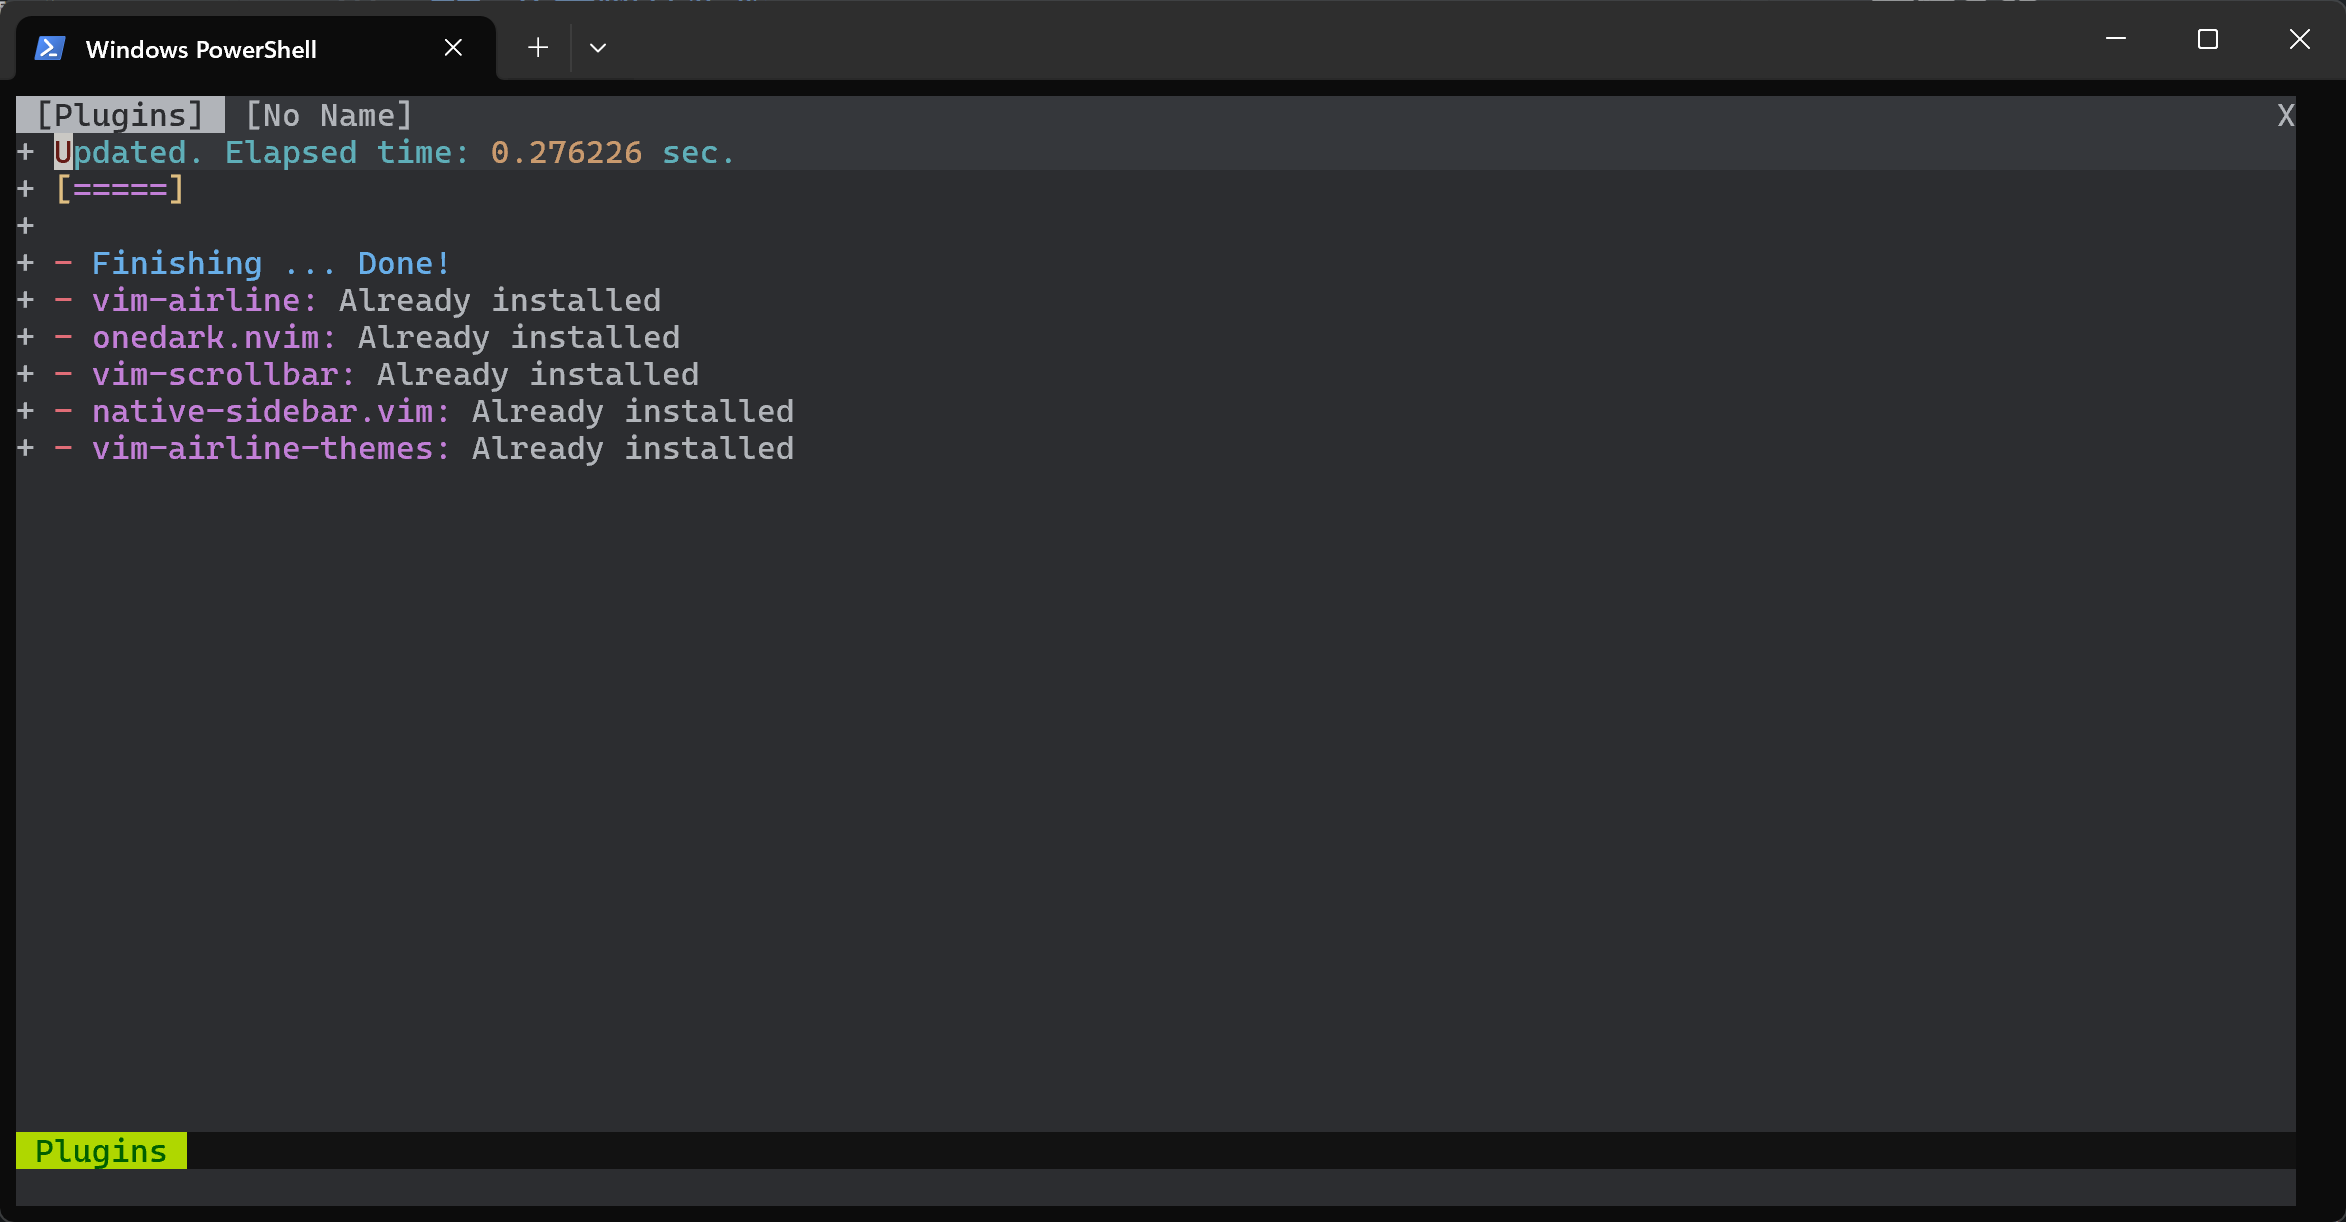 Windows PowerShell
[Plugins] [No Name] X
+ Updated. Elapsed time: 0.276226 sec.
+ [=====]
+
+ - Finishing ... Done!
+ - vim-airline: Already installed
+ - onedark.nvim: Already installed
+ - vim-scrollbar: Already installed
+ - native-sidebar.vim: Already installed
+ - vim-airline-themes: Already installed
Plugins